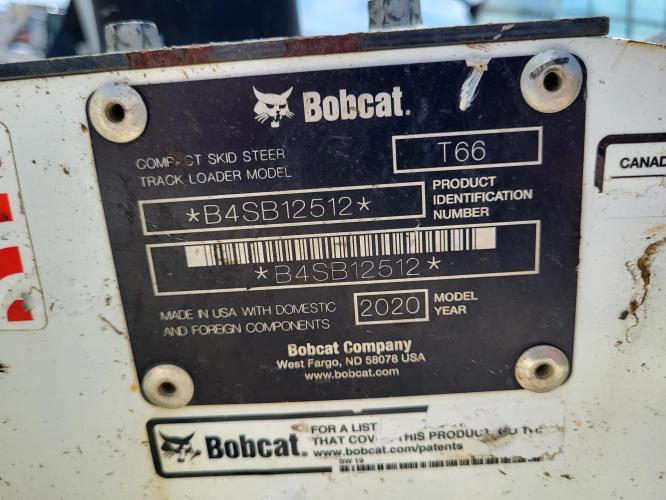 Bobcat.
COMPACT SKID STEER
TRACK LOADER MODEL
T66
CANAD
*B4SB12512*
PRODUCT
IDENTIFICATION
NUMBER
*B4SB12512*
MADE IN USA WITH DOMESTIC
AND FOREIGN COMPONENTS
2020
MODEL
YEAR
Bobcat Company
West Fargo, ND 58078 USA
www.bobcat.com
Bobcat.
FOR A LIST
THAT THIS
www.bobcat.com/patents
SW 19